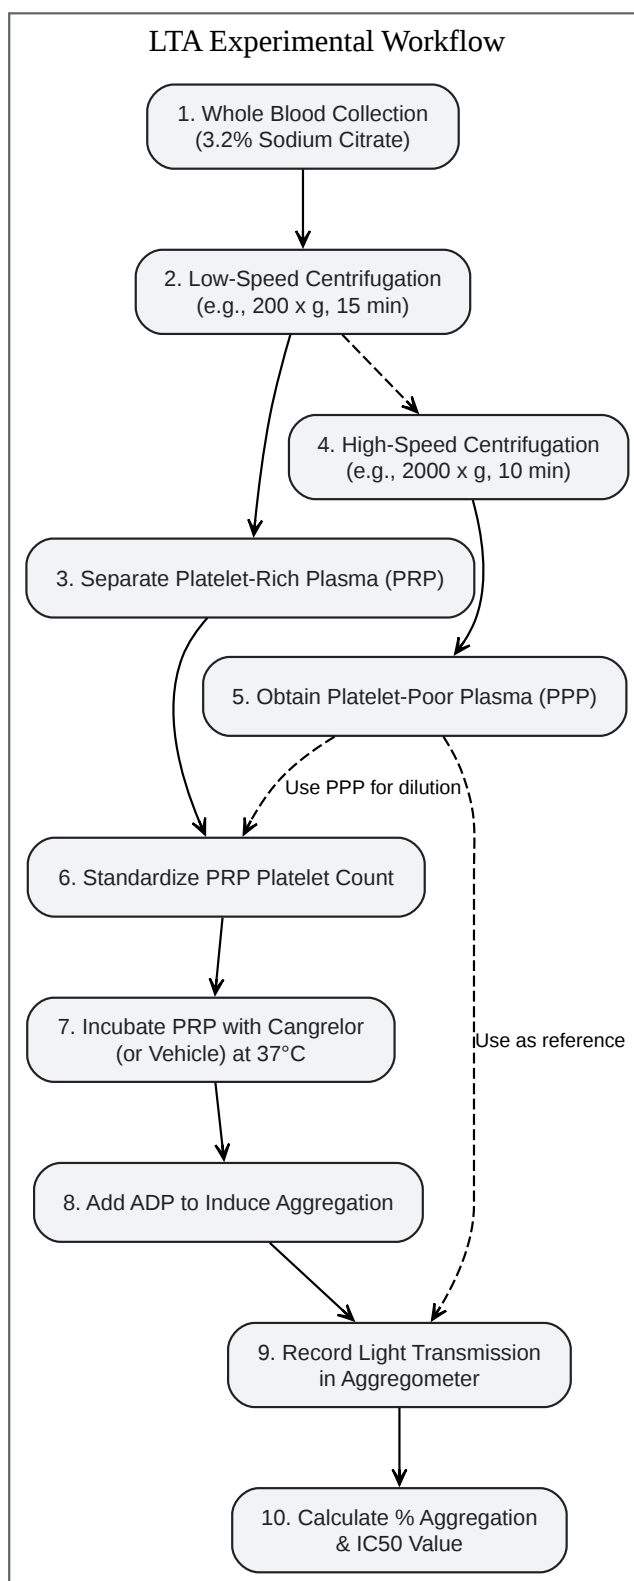 LTA Experimental Workflow
1. Whole Blood Collection
(3.2% Sodium Citrate)
2. Low-Speed Centrifugation
(e.g., 200 x g, 15 min)
4. High-Speed Centrifugation
(e.g., 2000 x g, 10 min)
3. Separate Platelet-Rich Plasma (PRP)
5. Obtain Platelet-Poor Plasma (PPP)
Use PPP for dilution
6. Standardize PRP Platelet Count
7. Incubate PRP with Cangrelor
(or Vehicle) at 37°C
Use as reference
8. Add ADP to Induce Aggregation
9. Record Light Transmission
in Aggregometer
10. Calculate % Aggregation
& IC50 Value